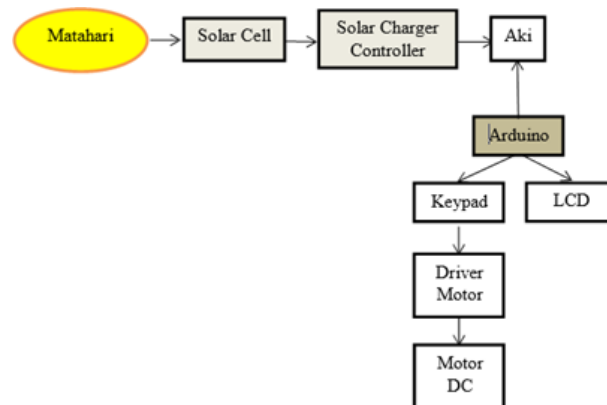 Matahari
Solar Cell
Solar Charger
Controller
Aki
Arduino
Keypad
LCD
Driver
Motor
Motor
DC